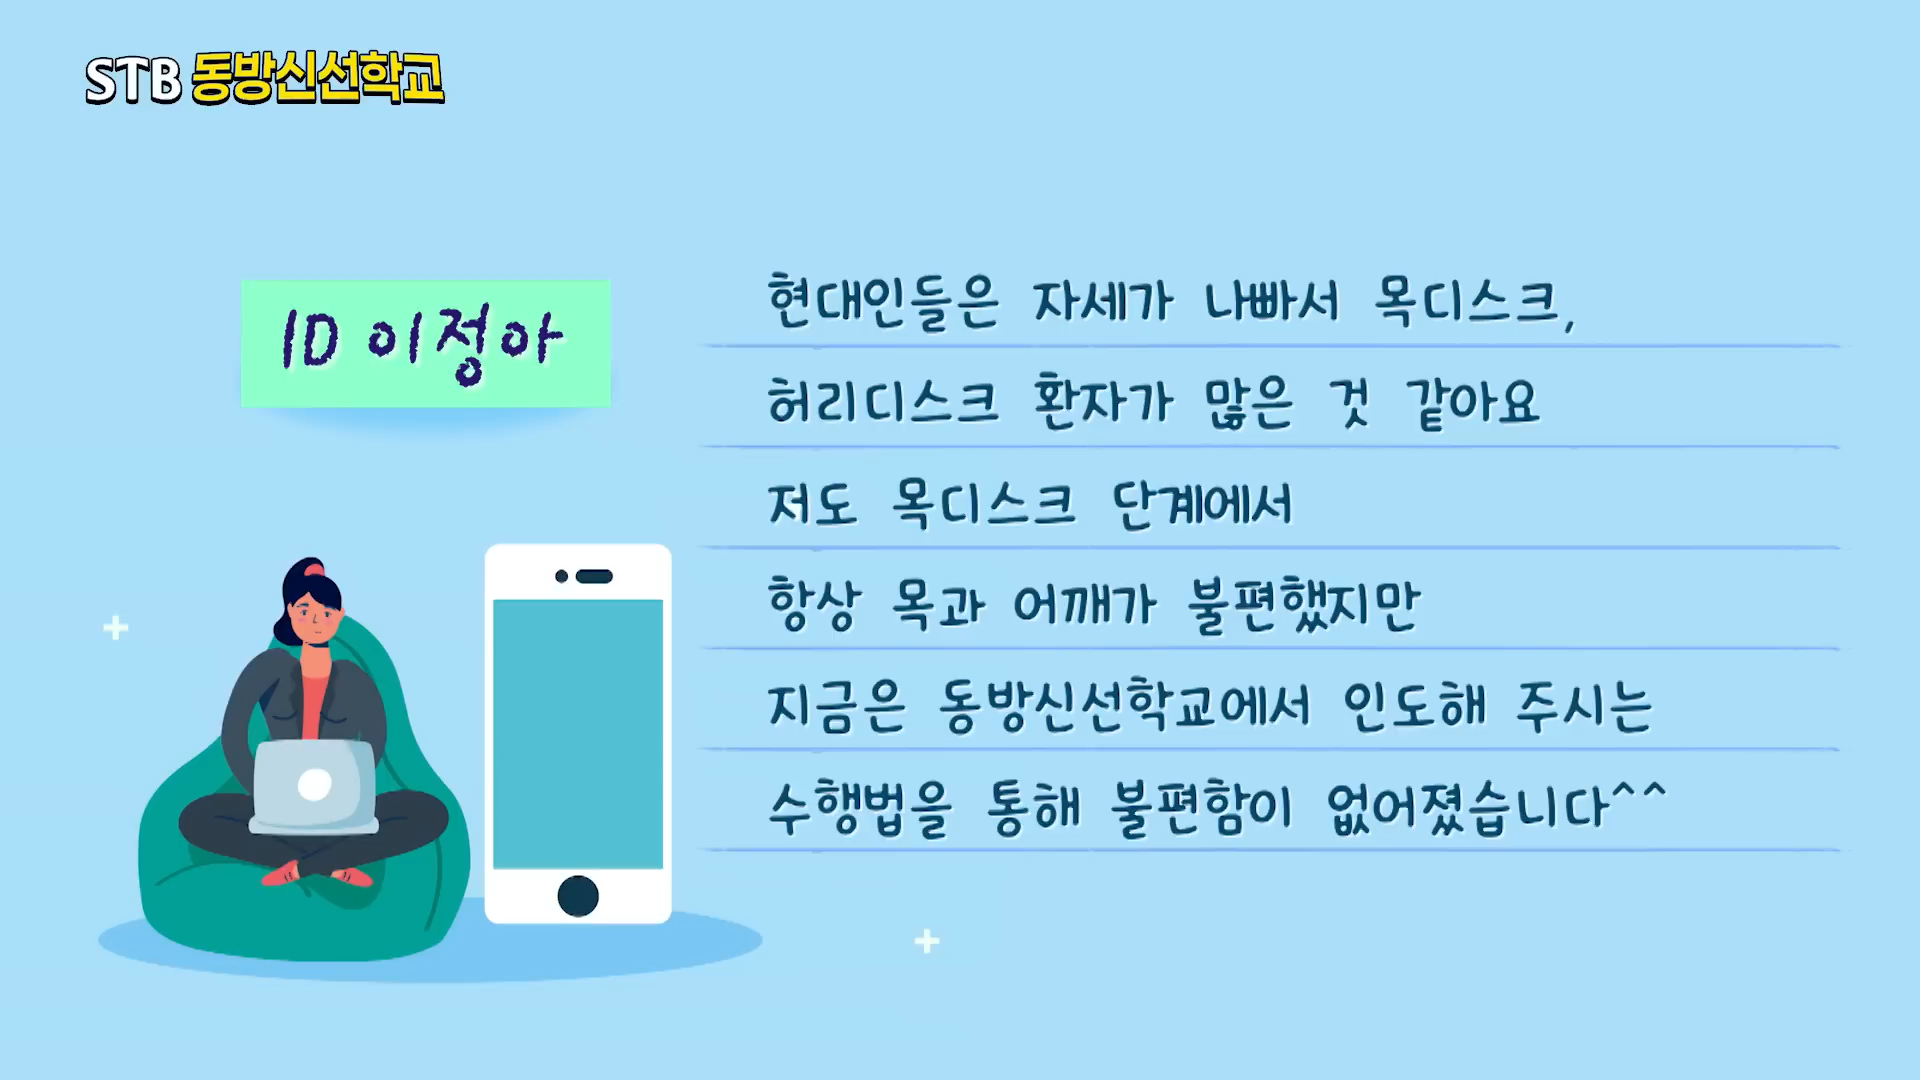 STB 동방신선학교
ID 이정아
현대인들은 자세가 나빠서 목디스크,
허리디스크 환자가 많은 것 같아요
저도 목디스크 단계에서
항상 목과 어깨가 불편했지만
지금은 동방신선학교에서 인도해 주시는
수행법을 통해 불편함이 없어졌습니다^^